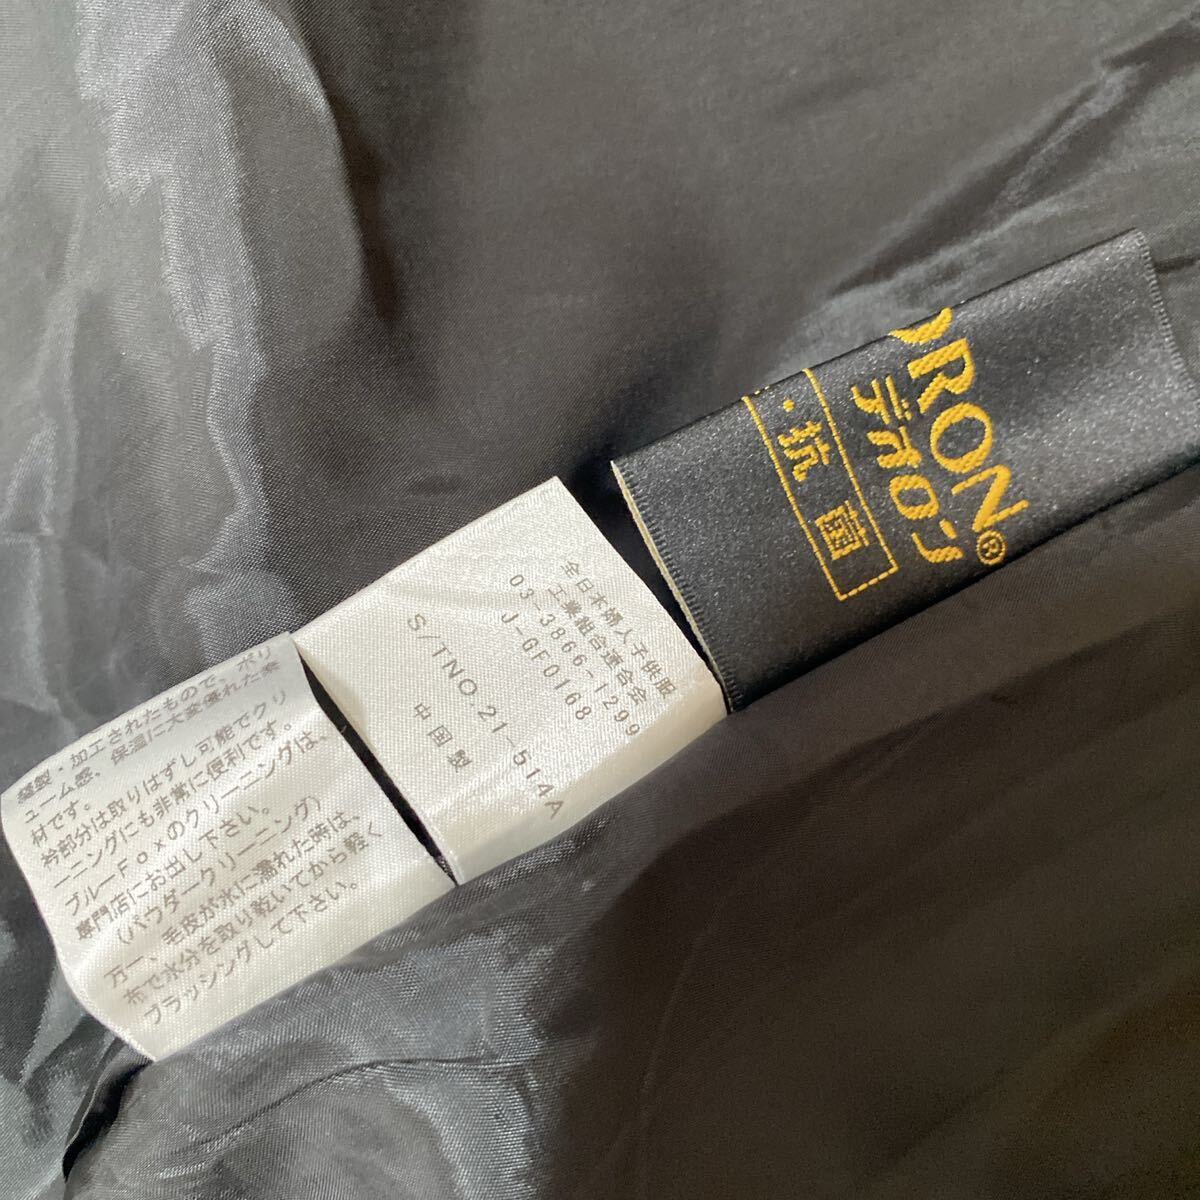 縫製・加工されたもので、ボリ
ューム感、保温に大変優れた素
材です。
衿部分は取りはずし可能でクリ
ーニングにも非常に便利です。
ブルーFoxのクリーニングは、
専門店にお出し下さい。
(パウダークリーニング)
万一、毛皮が水に濡れた時は、
布で水分を取り乾いてから軽く
ブラッシングして下さい。
全日本婦人子供服
工業組合連合会
03-3866-1299
J-GF0168
S/TNO.21-514A
中国製
ORON®
デオロン
・抗菌